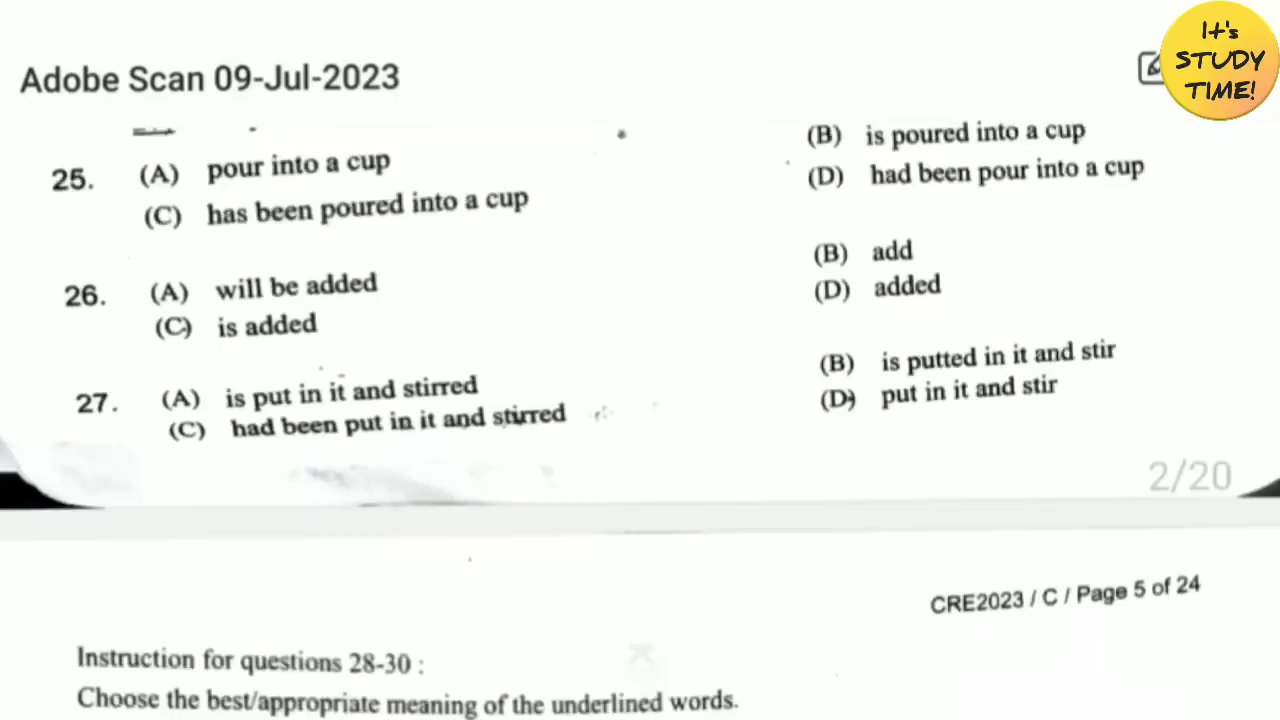 It's
STUDY
TIME!
Adobe Scan 09-Jul-2023
25. (A) pour into a cup (B) is poured into a cup
(C) has been poured into a cup (D) had been pour into a cup
26. (A) will be added (B) add
(C) is added (D) added
27. (A) is put in it and stirred (B) is putted in it and stir
(C) had been put in it and stirred (D) put in it and stir
2/20
CRE2023 / C / Page 5 of 24
Instruction for questions 28-30 :
Choose the best/appropriate meaning of the underlined words.